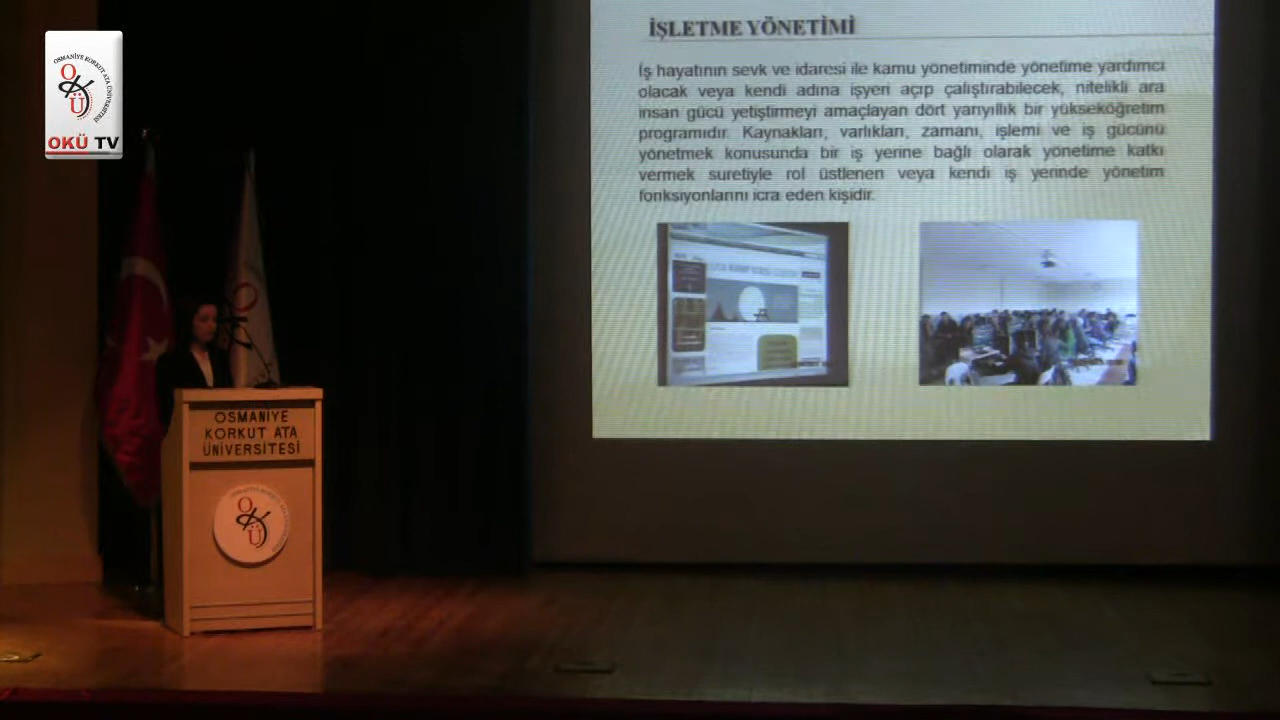 İŞLETME YÖNETİMİ
İş hayatının sevk ve idaresi ile kamu yönetiminde yönetime yardımcı
olacak veya kendi adına işyeri açıp çalıştırabilecek, nitelikli ara
insan gücü yetiştirmeyi amaçlayan dört yarıyıllık bir yükseköğretim
programıdır. Kaynakları, varlıkları, zamanı, işlemi ve iş gücünü
yönetmek konusunda bir iş yerine bağlı olarak yönetime katkı
vermek suretiyle rol üstlenen veya kendi iş yerinde yönetim
fonksiyonlarını icra eden kişidir.
OSMANİYE KORKUT ATA ÜNİVERSİTESİ
OKÜ
OKÜ TV
OSMANİYE
KORKUT ATA
ÜNİVERSİTESİ
OKÜ